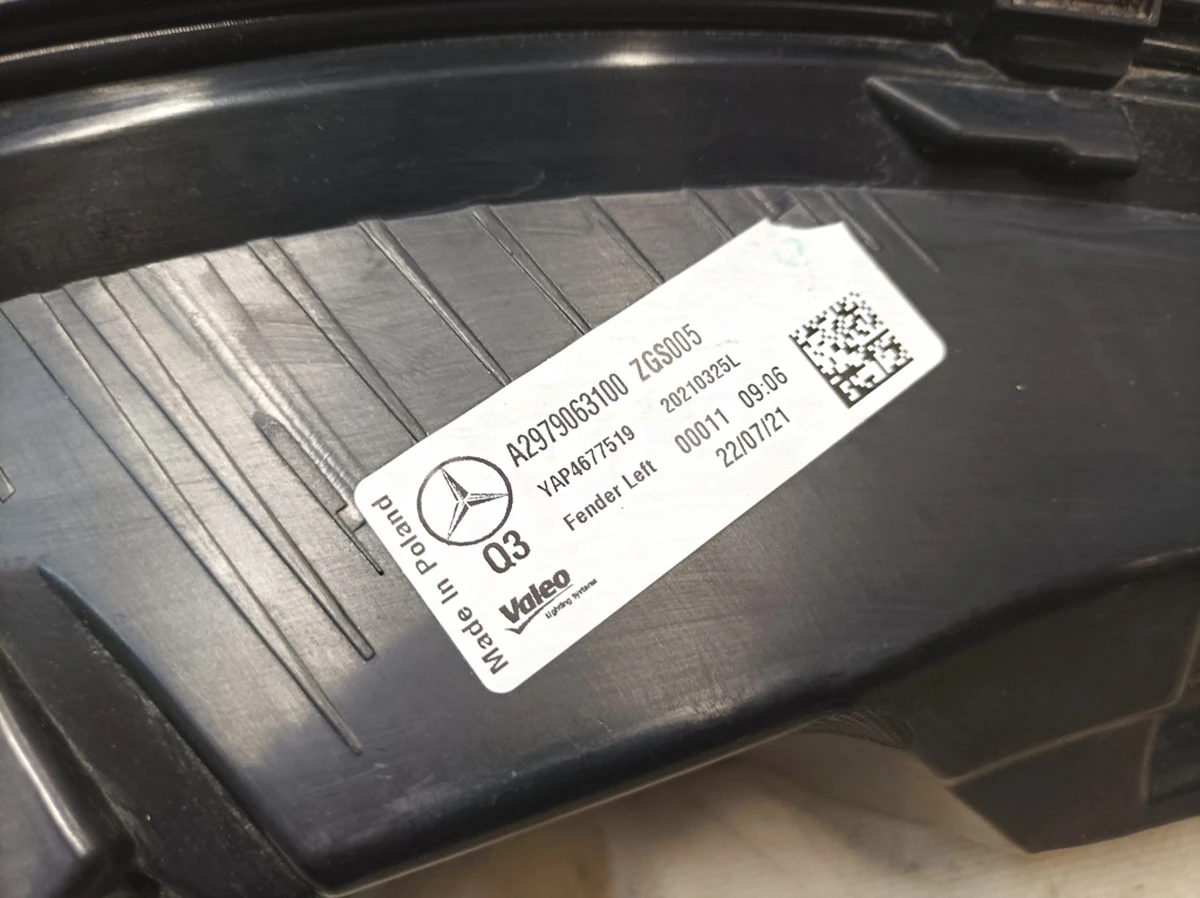 A2979063100 ZGS005
YAP4677519 20210325L
Fender Left 00011 09:06
22/07/21
Q3
Valeo
Lighting Systems
Made In Poland